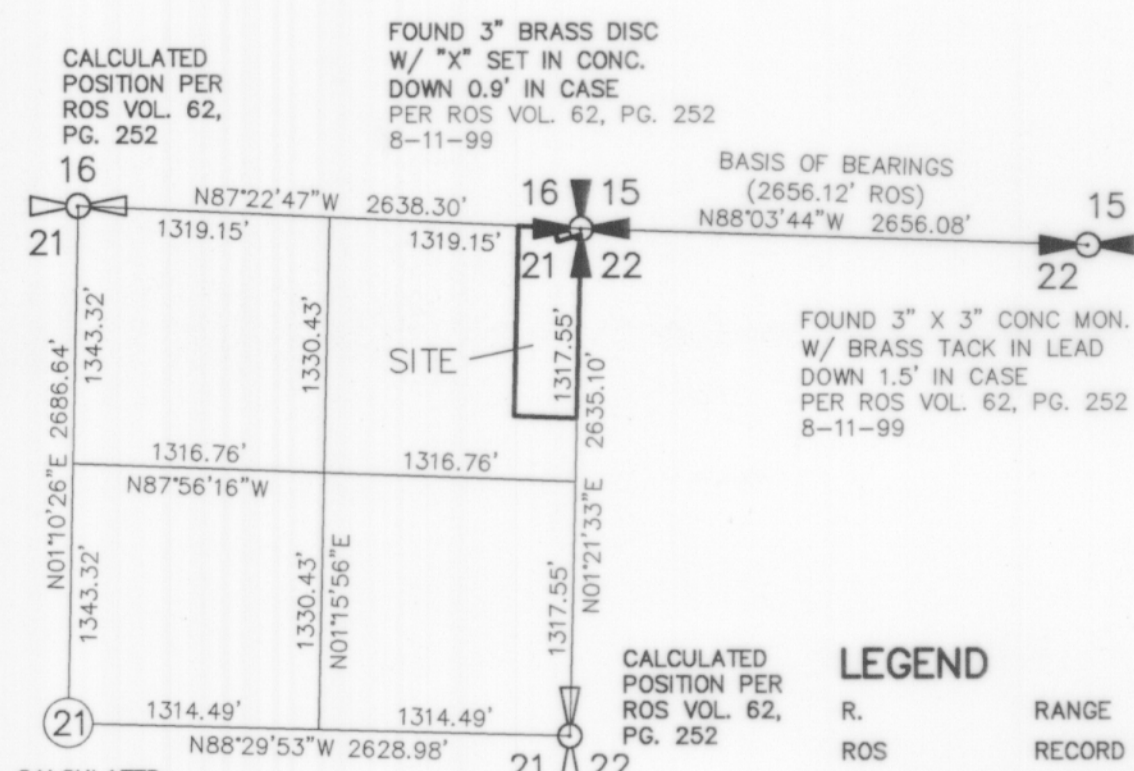 FOUND 3" BRASS DISC
W/ "X" SET IN CONC.
DOWN 0.9' IN CASE
PER ROS VOL. 62, PG. 252
8-11-99
CALCULATED
POSITION PER
ROS VOL. 62,
PG. 252
16
21
N87°22'47"W 2638.30'
1319.15'
1319.15'
16 15
21 22
BASIS OF BEARINGS
(2656.12' ROS)
N88°03'44"W 2656.08'
15
22
FOUND 3" X 3" CONC MON.
W/ BRASS TACK IN LEAD
DOWN 1.5' IN CASE
PER ROS VOL. 62, PG. 252
8-11-99
N01°10'26"E 2686.64'
1343.32'
1330.43'
SITE
1317.55'
2635.10'
1316.76'
1316.76'
N87°56'16"W
1343.32'
1330.43'
N01°15'56"E
1317.55'
N01°21'33"E
21
1314.49'
1314.49'
N88°29'53"W 2628.98'
21 22
CALCULATED
POSITION PER
ROS VOL. 62,
PG. 252
LEGEND
R. RANGE
ROS RECORD